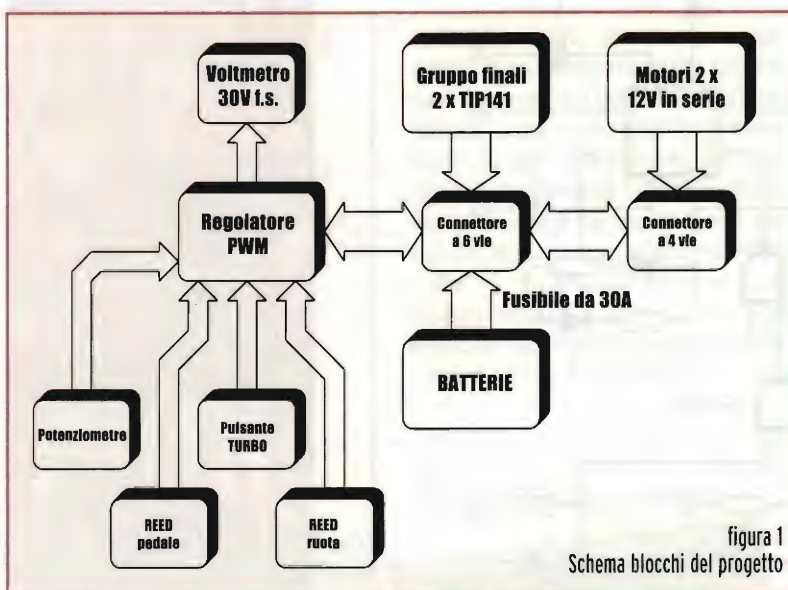 Voltmetro
30V f.s.
Gruppo finali
2 x TIP141
Motori 2 x
12V in serie
Regolatore
PWM
Connettore
a 6 vie
Connettore
a 4 vie
Fusibile da 30A
BATTERIE
Potenziometre
Pulsante
TURBO
REED
pedale
REED
ruota
figura 1
Schema blocchi del progetto